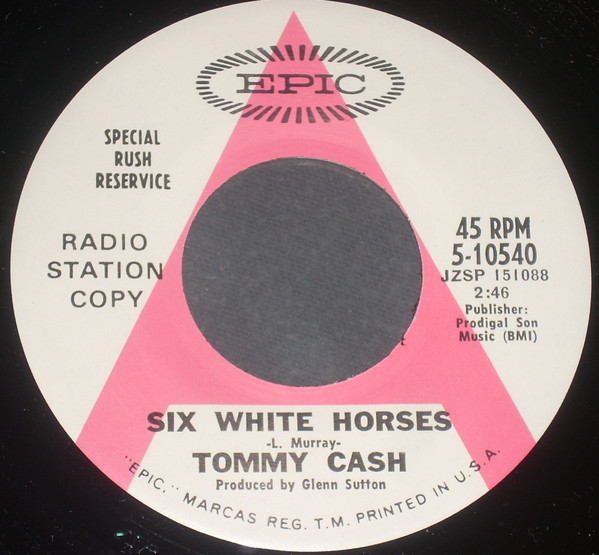 EPIC
SPECIAL
RUSH
RESERVICE
RADIO
STATION
COPY
45 RPM
5-10540
JZSP 151088
2:46
Publisher:
Prodigal Son
Music (BMI)
SIX WHITE HORSES
-L. Murray-
TOMMY CASH
Produced by Glenn Sutton
"EPIC," MARCAS REG. T.M. PRINTED IN U.S.A.